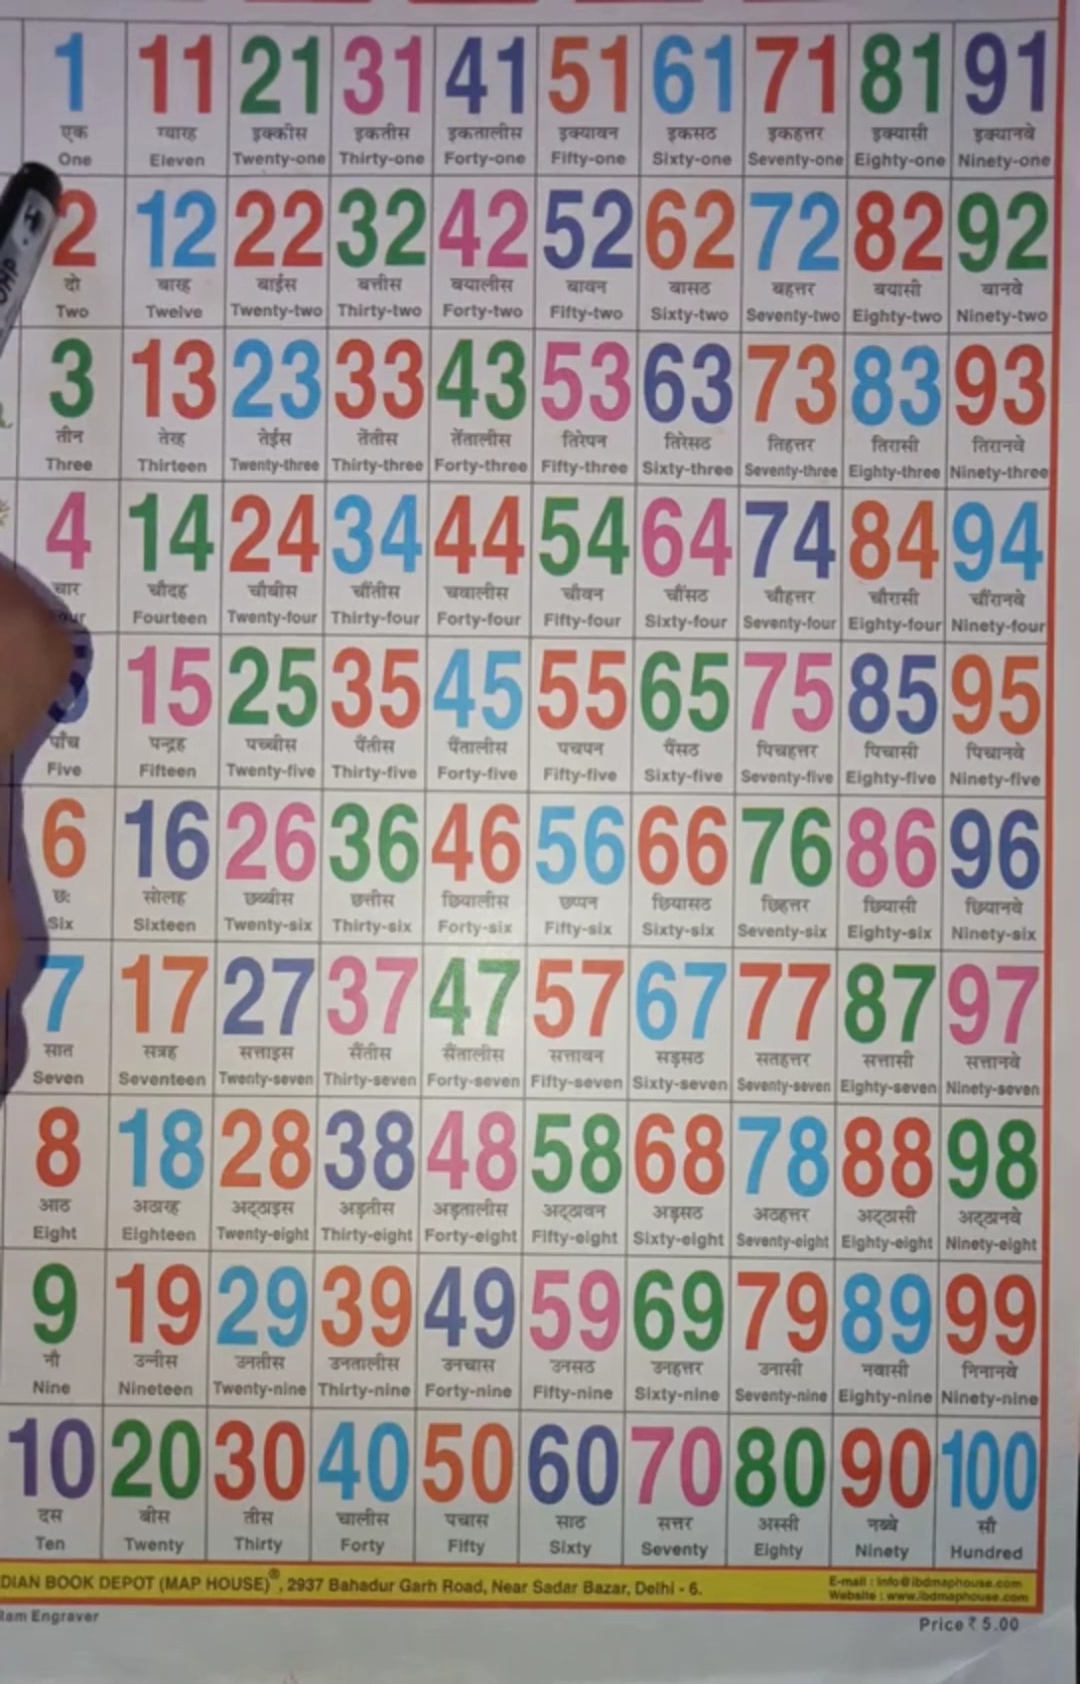 1 11 21 31 41 51 61 71 81 91
एक ग्यारह इक्कीस इकतीस इकतालीस इक्यावन इकसठ इकहत्तर इक्यासी इक्यानवे
One Eleven Twenty-one Thirty-one Forty-one Fifty-one Sixty-one Seventy-one Eighty-one Ninety-one
2 12 22 32 42 52 62 72 82 92
दो बारह बाईस बत्तीस बयालीस बावन बासठ बहत्तर बयासी बानवे
Two Twelve Twenty-two Thirty-two Forty-two Fifty-two Sixty-two Seventy-two Eighty-two Ninety-two
3 13 23 33 43 53 63 73 83 93
तीन तेरह तेईस तेंतीस तेंतालीस तिरेपन तिरेसठ तिहत्तर तिरासी तिरानवे
Three Thirteen Twenty-three Thirty-three Forty-three Fifty-three Sixty-three Seventy-three Eighty-three Ninety-three
4 14 24 34 44 54 64 74 84 94
चार चौदह चौबीस चौंतीस चवालीस चौवन चौंसठ चौहत्तर चौरासी चौंरानवे
Fourteen Twenty-four Thirty-four Forty-four Fifty-four Sixty-four Seventy-four Eighty-four Ninety-four
15 25 35 45 55 65 75 85 95
पाँच पन्द्रह पच्चीस पैंतीस पैंतालीस पचपन पैंसठ पिचहत्तर पिचासी पिचानवे
Five Fifteen Twenty-five Thirty-five Forty-five Fifty-five Sixty-five Seventy-five Eighty-five Ninety-five
6 16 26 36 46 56 66 76 86 96
छः सोलह छब्बीस छत्तीस छियालीस छप्पन छियासठ छिहत्तर छियासी छियानवे
Six Sixteen Twenty-six Thirty-six Forty-six Fifty-six Sixty-six Seventy-six Eighty-six Ninety-six
7 17 27 37 47 57 67 77 87 97
सात सत्रह सत्ताइस सैंतीस सैंतालीस सत्तावन सड़सठ सतहत्तर सत्तासी सत्तानवे
Seven Seventeen Twenty-seven Thirty-seven Forty-seven Fifty-seven Sixty-seven Seventy-seven Eighty-seven Ninety-seven
8 18 28 38 48 58 68 78 88 98
आठ अठारह अट्ठाइस अड़तीस अड़तालीस अट्ठावन अड़सठ अठहत्तर अट्ठासी अट्ठानवे
Eight Eighteen Twenty-eight Thirty-eight Forty-eight Fifty-eight Sixty-eight Seventy-eight Eighty-eight Ninety-eight
9 19 29 39 49 59 69 79 89 99
नौ उन्नीस उनतीस उनतालीस उनचास उनसठ उनहत्तर उनासी नवासी निनानवे
Nine Nineteen Twenty-nine Thirty-nine Forty-nine Fifty-nine Sixty-nine Seventy-nine Eighty-nine Ninety-nine
10 20 30 40 50 60 70 80 90 100
दस बीस तीस चालीस पचास साठ सत्तर अस्सी नब्बे सौ
Ten Twenty Thirty Forty Fifty Sixty Seventy Eighty Ninety Hundred
DIAN BOOK DEPOT (MAP HOUSE)®, 2937 Bahadur Garh Road, Near Sadar Bazar, Delhi - 6.
E-mail : info@ibdmaphouse.com
Website : www.ibdmaphouse.com
Ram Engraver
Price ₹ 5.00